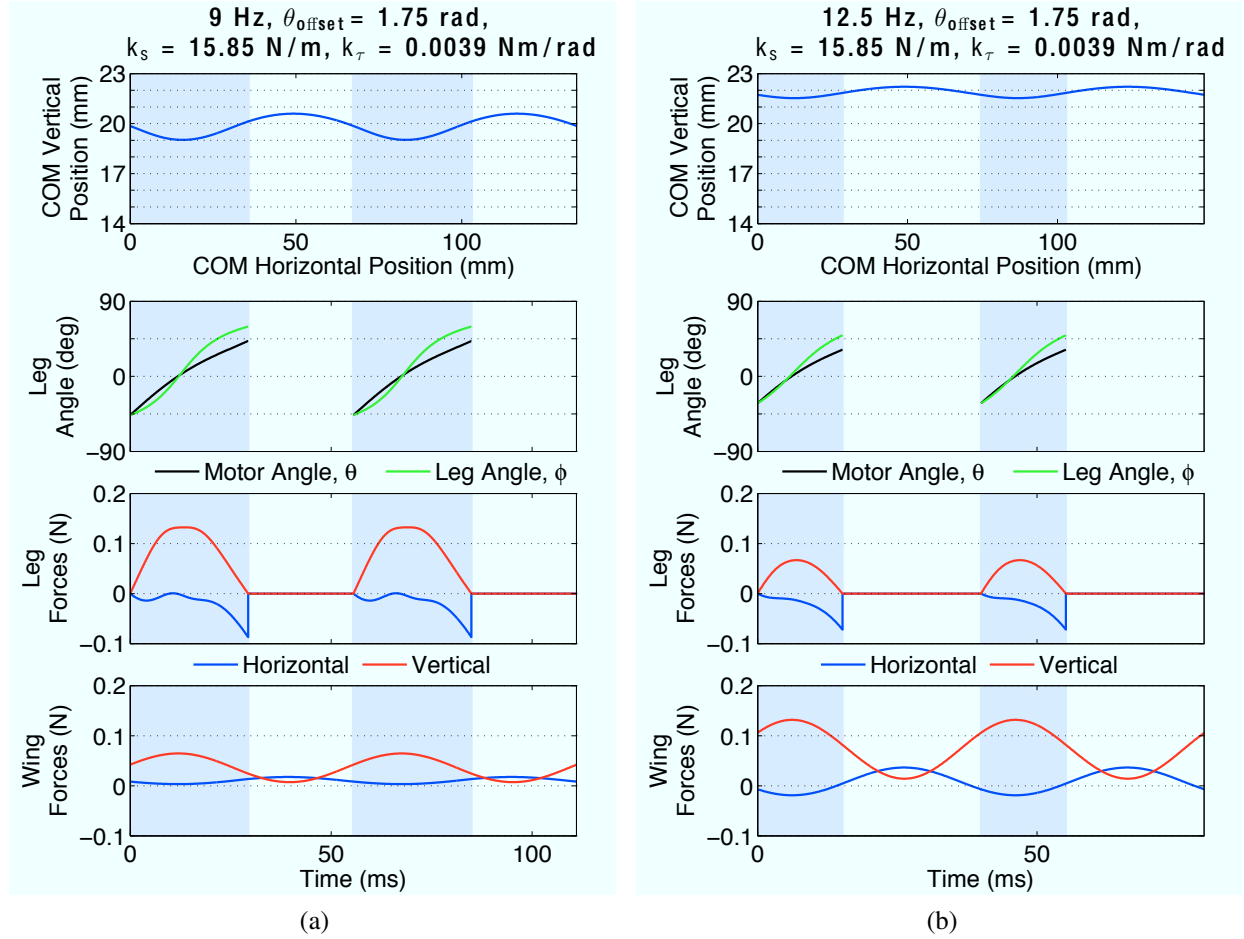 9 Hz, θoffset = 1.75 rad,
ks = 15.85 N/m, kτ = 0.0039 Nm/rad
COM Vertical
Position (mm)
23
20
17
14
0
50
100
COM Horizontal Position (mm)
Leg
Angle (deg)
90
0
−90
Motor Angle, θ
Leg Angle, ϕ
Leg
Forces (N)
0.2
0.1
0
−0.1
Horizontal
Vertical
Wing
Forces (N)
0.2
0.1
0
−0.1
0
50
100
Time (ms)
(a)
12.5 Hz, θoffset = 1.75 rad,
ks = 15.85 N/m, kτ = 0.0039 Nm/rad
COM Vertical
Position (mm)
23
20
17
14
0
50
100
COM Horizontal Position (mm)
Leg
Angle (deg)
90
0
−90
Motor Angle, θ
Leg Angle, ϕ
Leg
Forces (N)
0.2
0.1
0
−0.1
Horizontal
Vertical
Wing
Forces (N)
0.2
0.1
0
−0.1
0
50
Time (ms)
(b)